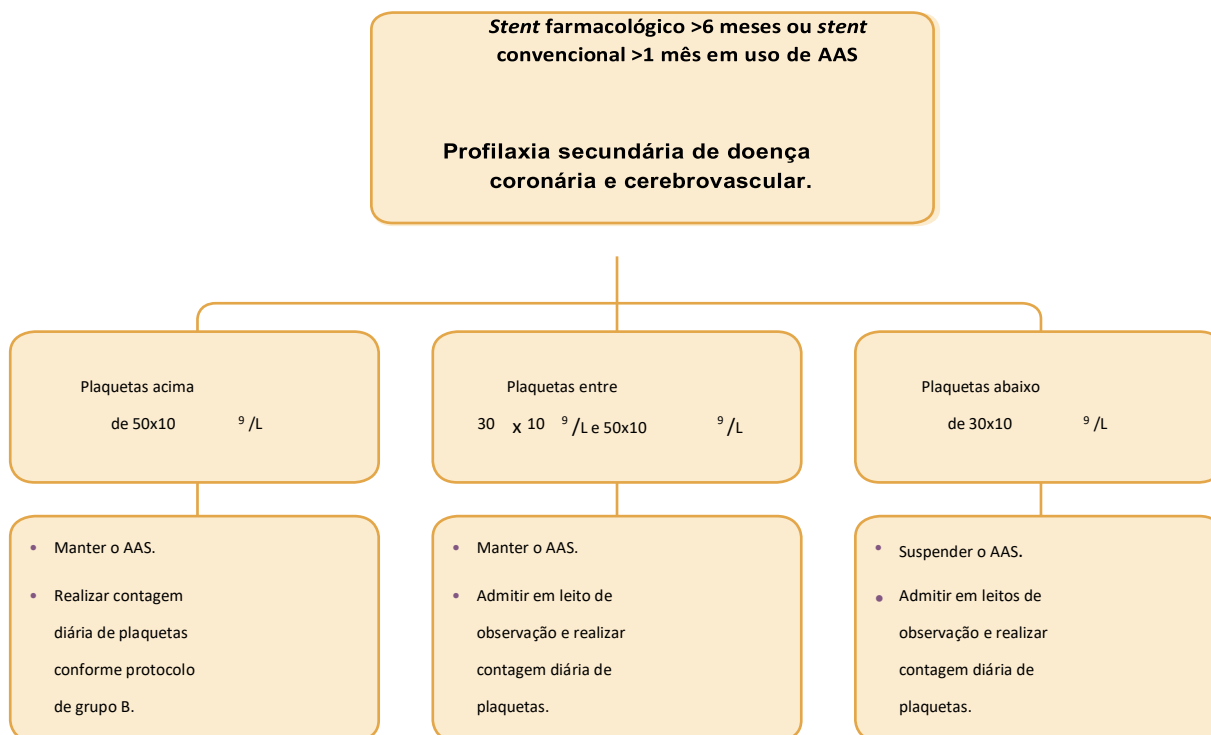 Stent farmacológico >6 meses ou stent
convencional >1 mês em uso de AAS
Profilaxia secundária de doença
coronária e cerebrovascular.
Plaquetas acima
de 50x10 ⁹ /L
Plaquetas entre
30 x 10 ⁹ /L e 50x10 ⁹ /L
Plaquetas abaixo
de 30x10 ⁹ /L
• Manter o AAS.
• Realizar contagem
diária de plaquetas
conforme protocolo
de grupo B.
• Manter o AAS.
• Admitir em leito de
observação e realizar
contagem diária de
plaquetas.
• Suspender o AAS.
• Admitir em leitos de
observação e realizar
contagem diária de
plaquetas.